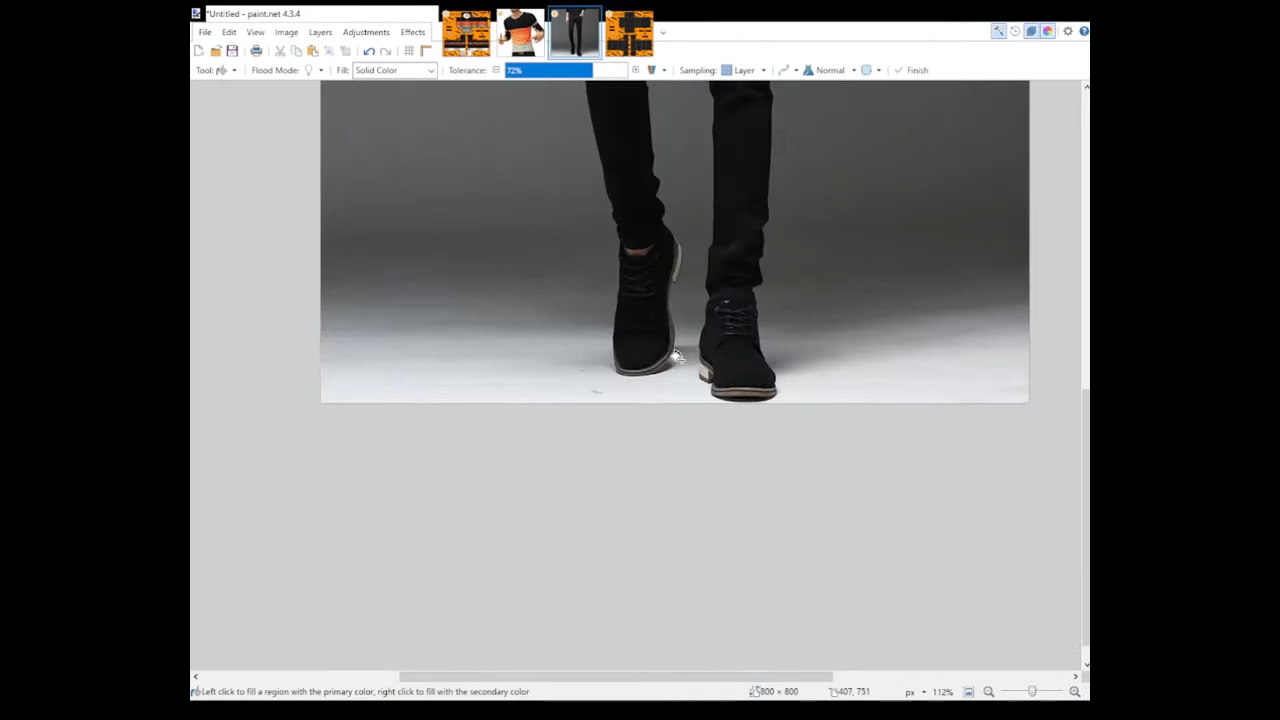 *Untitled - paint.net 4.3.4
File Edit View Image Layers Adjustments Effects
Tool: Flood Mode: Fill: Solid Color Tolerance: 72% Sampling: Layer Normal Finish
Left click to fill a region with the primary color, right click to fill with the secondary color 800 × 800 407, 751 px 112%